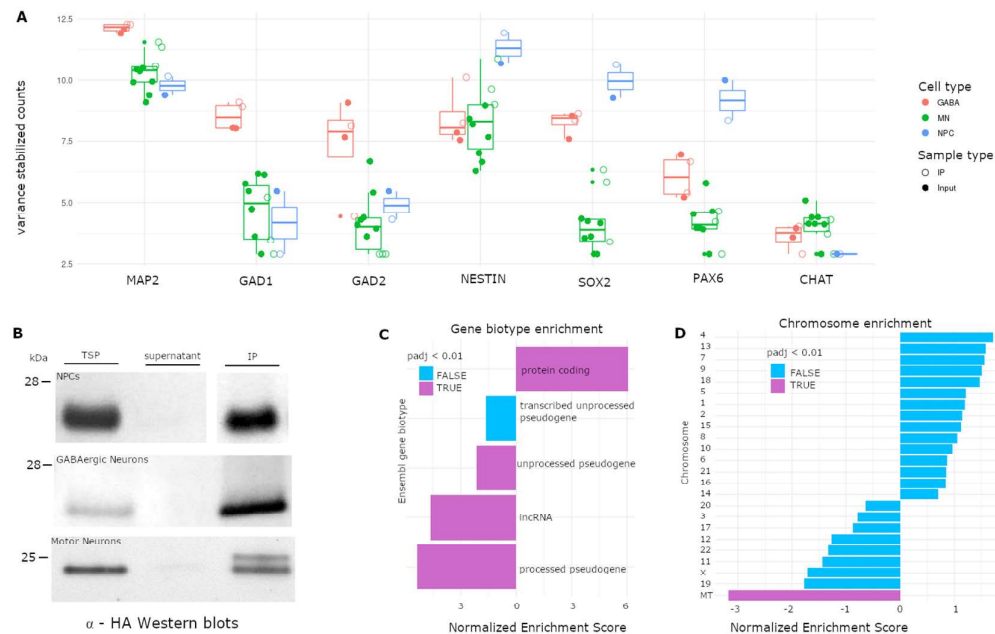 A
12.5
10.0
7.5
5.0
2.5
variance stabilized counts
MAP2 GAD1 GAD2 NESTIN SOX2 PAX6 CHAT
Cell type
GABA
MN
NPC
Sample type
IP
Input
B
kDa
TSP supernatant IP
28
NPCs
28
GABAergic Neurons
25
Motor Neurons
α - HA Western blots
C
Gene biotype enrichment
padj < 0.01
FALSE
TRUE
Ensembl gene biotype
protein coding
transcribed unprocessed
pseudogene
unprocessed pseudogene
lncRNA
processed pseudogene
3 0 3 6
Normalized Enrichment Score
D
Chromosome enrichment
padj < 0.01
FALSE
TRUE
Chromosome
4
13
7
9
18
5
1
2
15
8
10
6
21
16
14
20
3
17
12
22
11
X
19
MT
-3 -2 -1 0 1
Normalized Enrichment Score